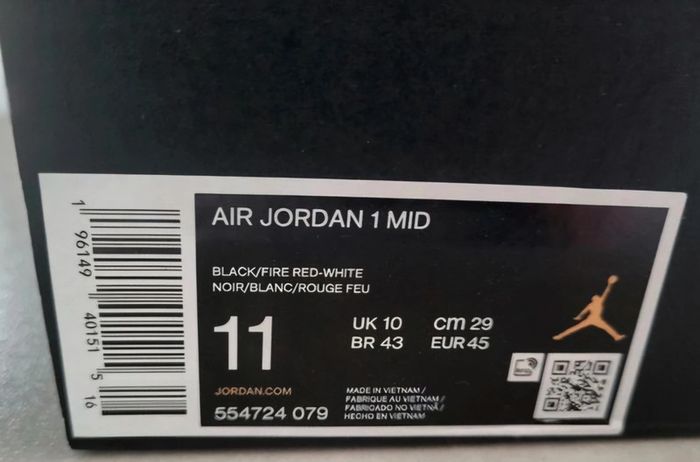 AIR JORDAN 1 MID
BLACK/FIRE RED-WHITE
NOIR/BLANC/ROUGE FEU
11
UK 10 cm 29
BR 43 EUR 45
JORDAN.COM
554724 079
MADE IN VIETNAM/
FABRIQUE AU VIETNAM/
FABRICADO NO VIETNÃ/
HECHO EN VIETNAM
1 96149 40151 5 16